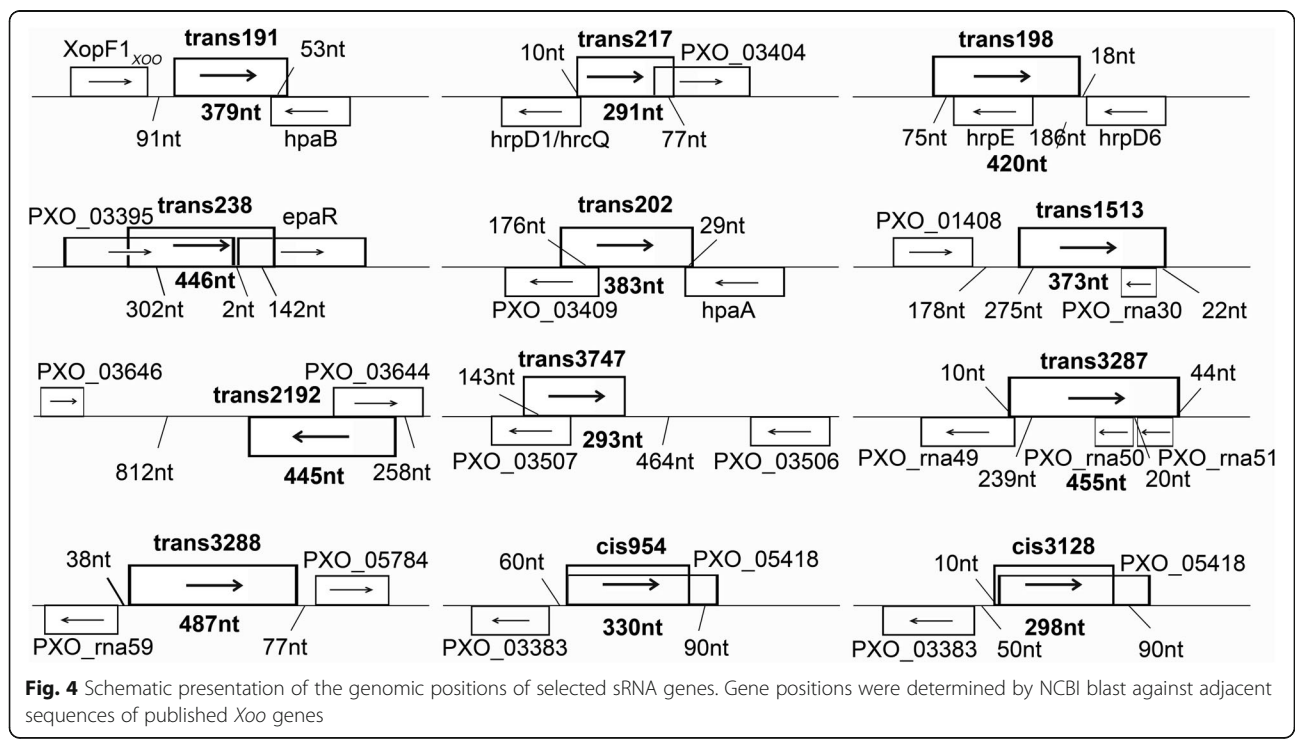 trans191
XopF1XOO
53nt
379nt
91nt
hpaB
trans217
10nt
PXO_03404
291nt
hrpD1/hrcQ
77nt
trans198
18nt
75nt
hrpE
186nt
hrpD6
420nt
trans238
PXO_03395
epaR
446nt
302nt
2nt
142nt
trans202
176nt
29nt
383nt
PXO_03409
hpaA
trans1513
PXO_01408
373nt
178nt
275nt
PXO_rna30
22nt
PXO_03646
PXO_03644
trans2192
812nt
445nt
258nt
trans3747
143nt
293nt
PXO_03507
464nt
PXO_03506
trans3287
10nt
44nt
PXO_rna49
PXO_rna50
PXO_rna51
239nt
455nt
20nt
trans3288
38nt
PXO_05784
487nt
PXO_rna59
77nt
cis954
60nt
PXO_05418
330nt
PXO_03383
90nt
cis3128
10nt
PXO_05418
298nt
PXO_03383
50nt
90nt
Fig. 4 Schematic presentation of the genomic positions of selected sRNA genes. Gene positions were determined by NCBI blast against adjacent
sequences of published Xoo genes